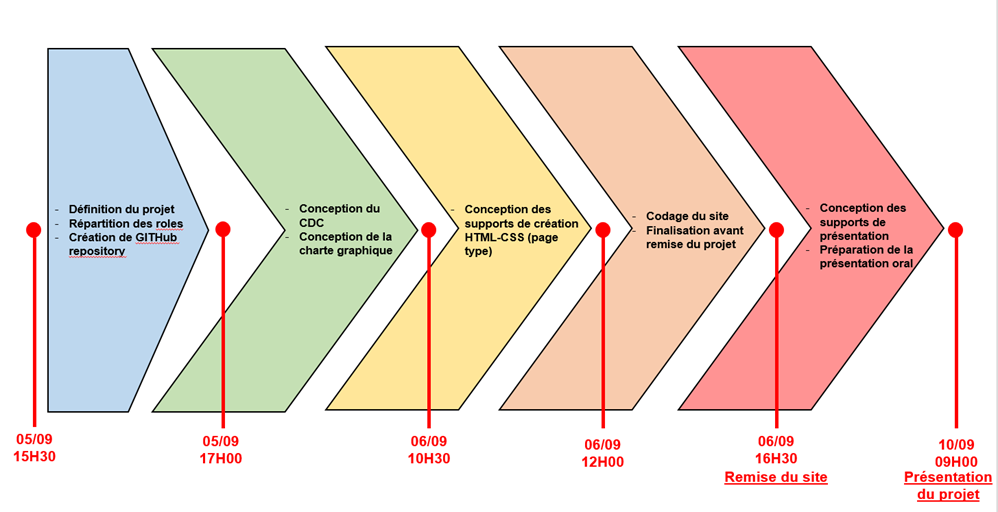 - Définition du projet
- Répartition des roles
- Création de GITHub
repository
- Conception du
CDC
- Conception de la
charte graphique
- Conception des
supports de création
HTML-CSS (page
type)
- Codage du site
- Finalisation avant
remise du projet
- Conception des
supports de
présentation
- Préparation de la
présentation oral
05/09
15H30
05/09
17H00
06/09
10H30
06/09
12H00
06/09
16H30
Remise du site
10/09
09H00
Présentation
du projet